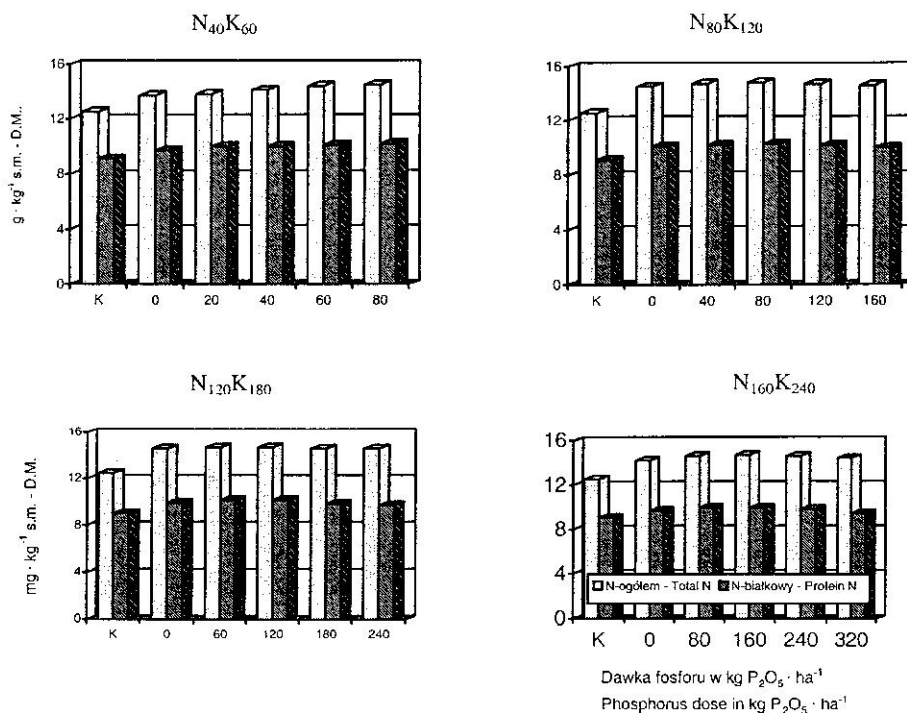 N₄₀K₆₀
N₈₀K₁₂₀
16
12
8
4
0
g · kg⁻¹ s.m. - D.M..
K 0 20 40 60 80
16
12
8
4
0
K 0 40 80 120 160
N₁₂₀K₁₈₀
N₁₆₀K₂₄₀
16
12
8
4
0
mg · kg⁻¹ s.m. - D.M.
K 0 60 120 180 240
16
12
8
4
0
N-ogółem - Total N N-białkowy - Protein N
K 0 80 160 240 320
Dawka fosforu w kg P₂O₅ · ha⁻¹
Phosphorus dose in kg P₂O₅ · ha⁻¹